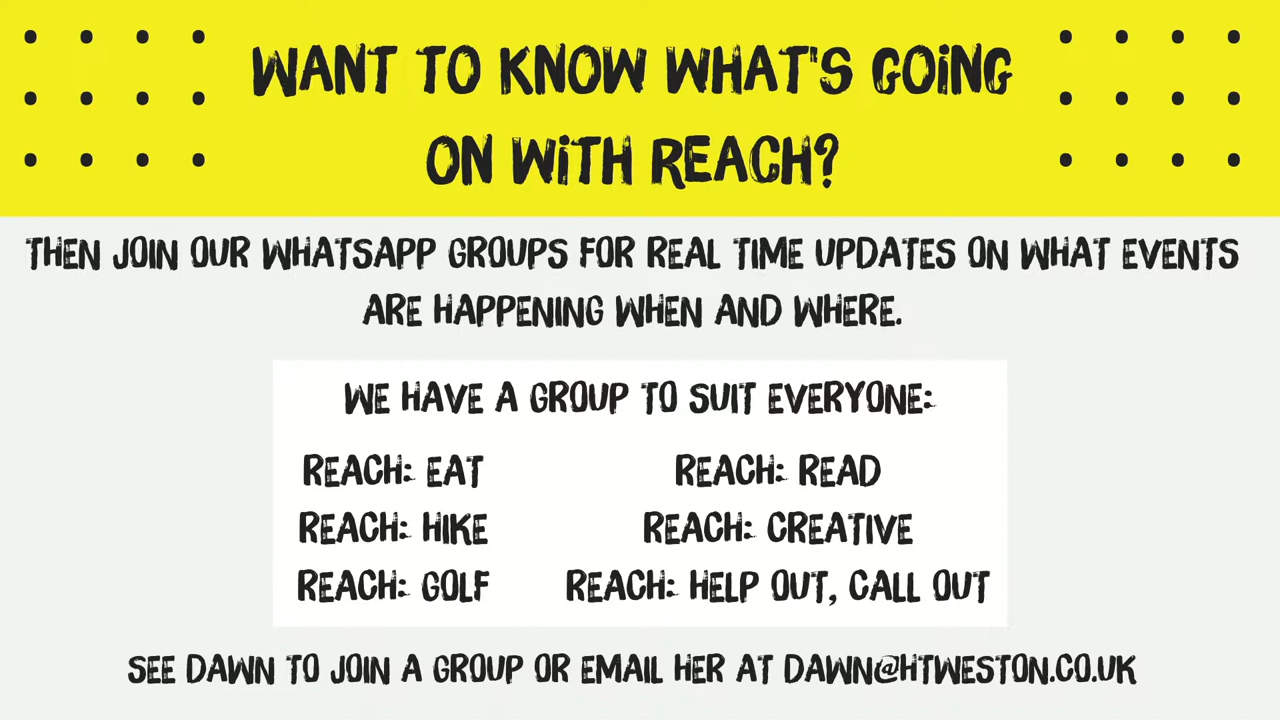 WANT TO KNOW WHAT'S GOING
ON WITH REACH?
THEN JOIN OUR WHATSAPP GROUPS FOR REAL TIME UPDATES ON WHAT EVENTS
ARE HAPPENING WHEN AND WHERE.
WE HAVE A GROUP TO SUIT EVERYONE:
REACH: EAT
REACH: HIKE
REACH: GOLF
REACH: READ
REACH: CREATIVE
REACH: HELP OUT, CALL OUT
SEE DAWN TO JOIN A GROUP OR EMAIL HER AT DAWN@HTWESTON.CO.UK